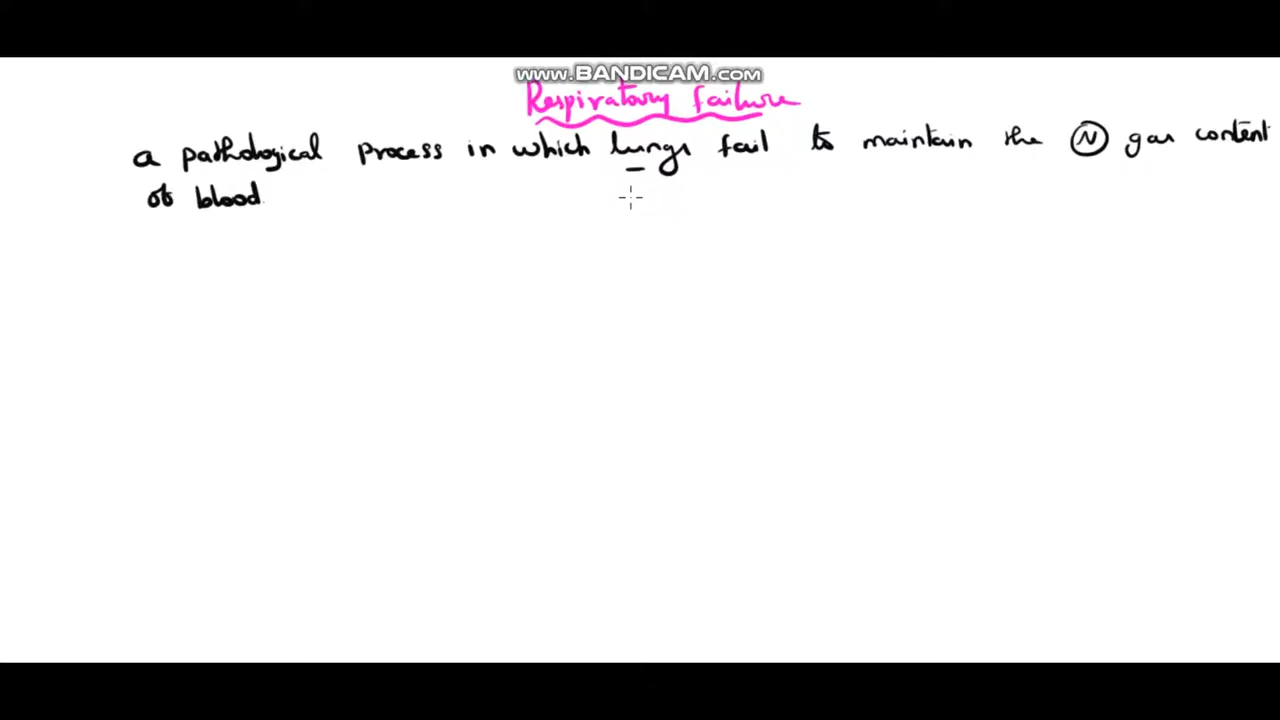 www.BANDICAM.com
Respiratory failure
a pathological process in which lungs fail to maintain the N gas content
of blood